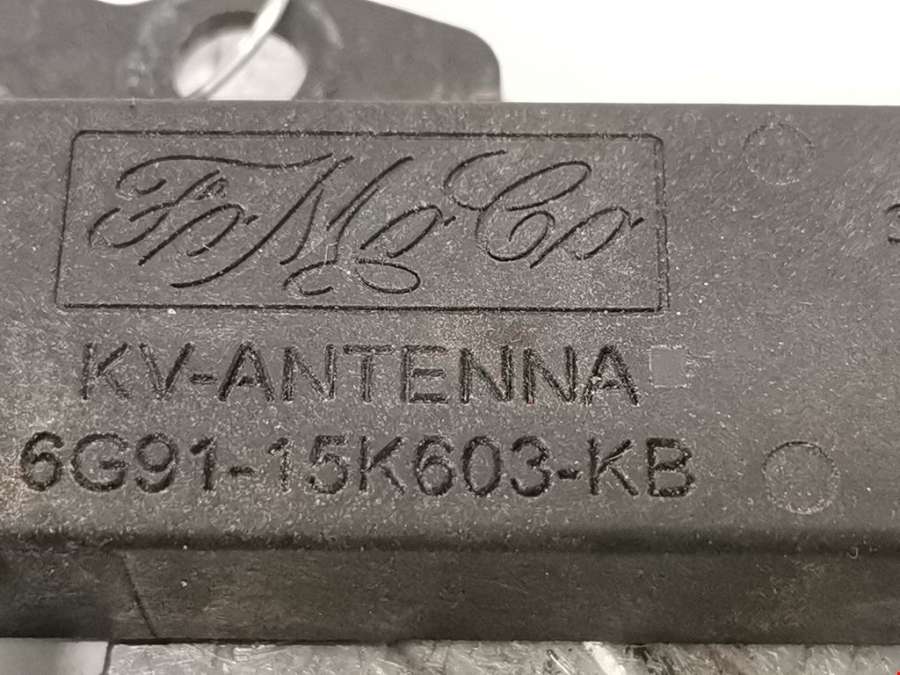 FoMoCo
KV-ANTENNA
6G91-15K603-KB